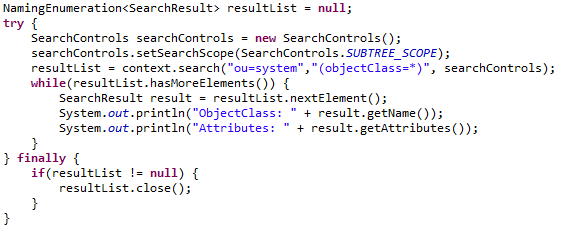 NamingEnumeration<SearchResult> resultList = null;
try {
    SearchControls searchControls = new SearchControls();
    searchControls.setSearchScope(SearchControls.SUBTREE_SCOPE);
    resultList = context.search("ou=system","(objectClass=*)", searchControls);
    while(resultList.hasMoreElements()) {
        SearchResult result = resultList.nextElement();
        System.out.println("ObjectClass: " + result.getName());
        System.out.println("Attributes: " + result.getAttributes());
    }
} finally {
    if(resultList != null) {
        resultList.close();
    }
}